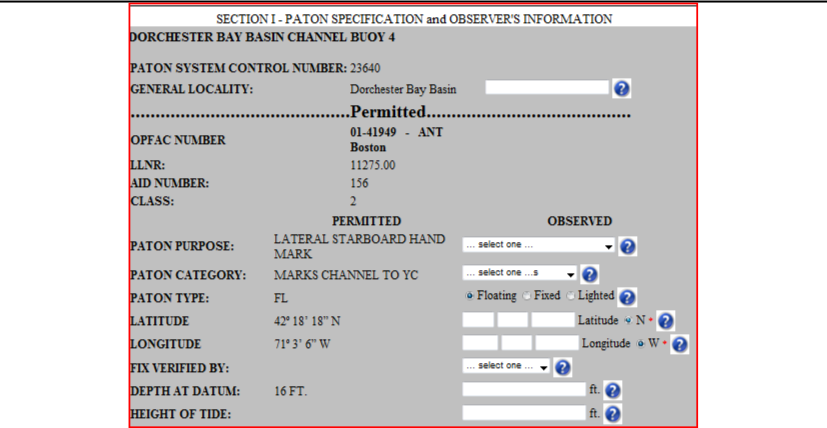 SECTION I - PATON SPECIFICATION and OBSERVER'S INFORMATION
DORCHESTER BAY BASIN CHANNEL BUOY 4
PATON SYSTEM CONTROL NUMBER: 23640
GENERAL LOCALITY: Dorchester Bay Basin ?
............................................Permitted.........................................
OPFAC NUMBER 01-41949 - ANT
Boston
LLNR: 11275.00
AID NUMBER: 156
CLASS: 2
PERMITTED OBSERVED
PATON PURPOSE: LATERAL STARBOARD HAND
MARK ... select one ... ?
PATON CATEGORY: MARKS CHANNEL TO YC ... select one ...s ?
PATON TYPE: FL Floating Fixed Lighted ?
LATITUDE 42° 18' 18" N Latitude N * ?
LONGITUDE 71° 3' 6" W Longitude W * ?
FIX VERIFIED BY: ... select one ... ?
DEPTH AT DATUM: 16 FT. ft. ?
HEIGHT OF TIDE: ft. ?